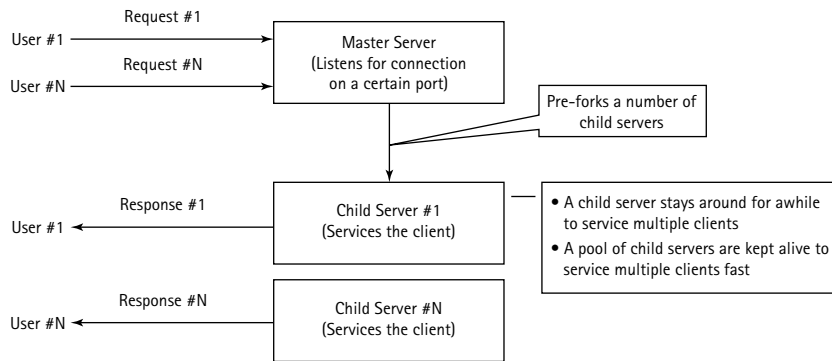 Request #1
User #1
Request #N
User #N
Master Server
(Listens for connection
on a certain port)
Pre-forks a number of
child servers
Response #1
User #1
Child Server #1
(Services the client)
• A child server stays around for awhile
to service multiple clients
• A pool of child servers are kept alive to
service multiple clients fast
Response #N
User #N
Child Server #N
(Services the client)